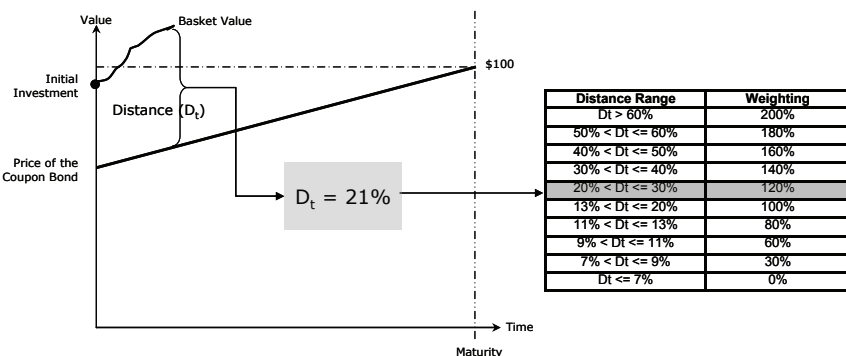 Value
Basket Value
Initial
Investment
$100
Distance (Dt)
Price of the
Coupon Bond
Dt = 21%
Distance Range Weighting
Dt > 60% 200%
50% < Dt <= 60% 180%
40% < Dt <= 50% 160%
30% < Dt <= 40% 140%
20% < Dt <= 30% 120%
13% < Dt <= 20% 100%
11% < Dt <= 13% 80%
9% < Dt <= 11% 60%
7% < Dt <= 9% 30%
Dt <= 7% 0%
Time
Maturity